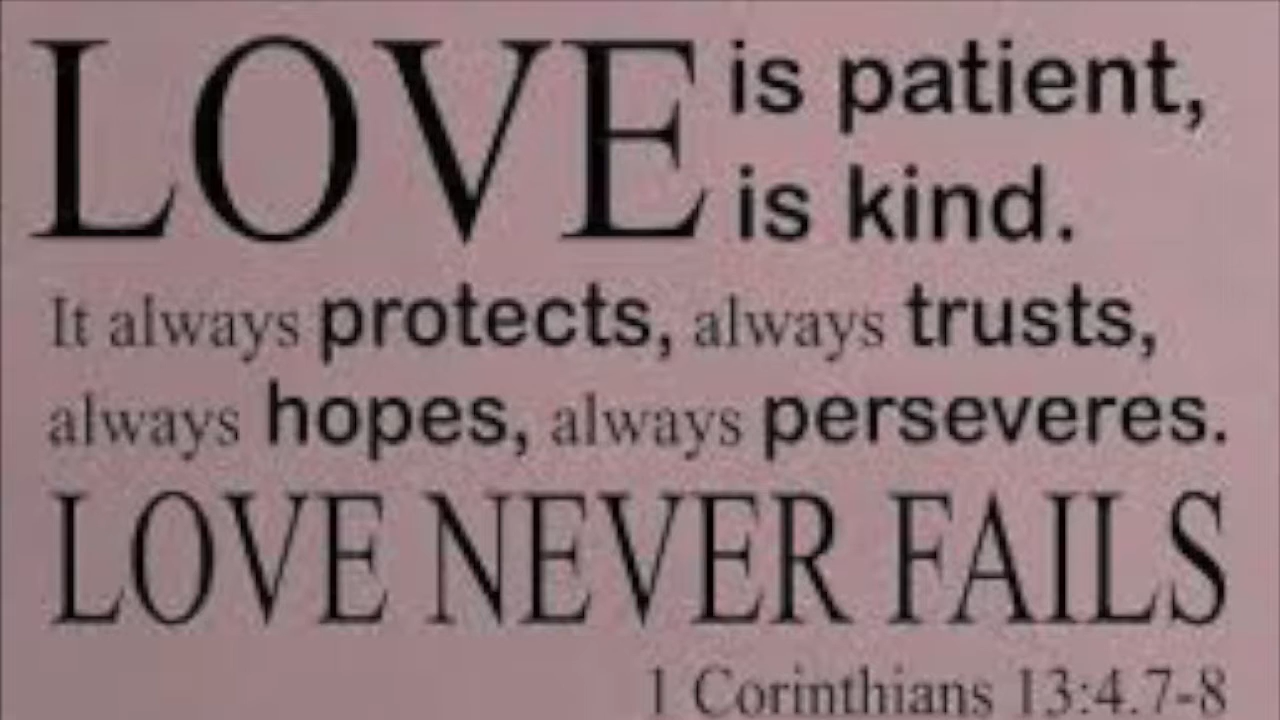 LOVE is patient,
is kind.
It always protects, always trusts,
always hopes, always perseveres.
LOVE NEVER FAILS
1 Corinthians 13:4.7-8